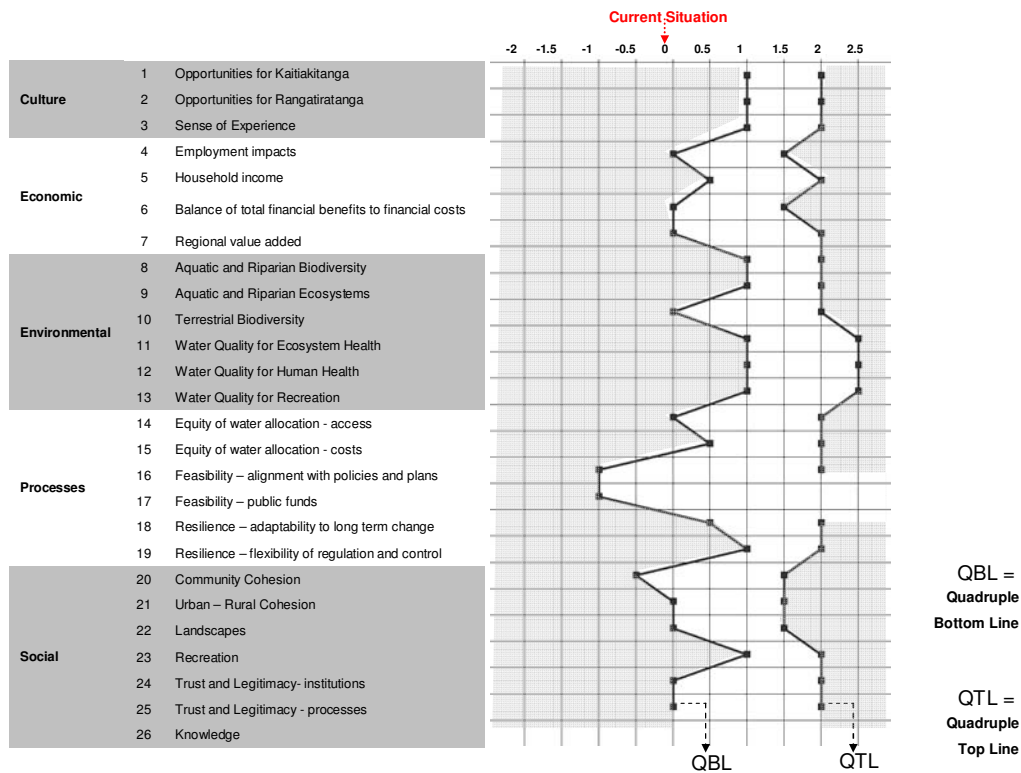 Current Situation
-2 -1.5 -1 -0.5 0 0.5 1 1.5 2 2.5
Culture
1 Opportunities for Kaitiakitanga
2 Opportunities for Rangatiratanga
3 Sense of Experience
Economic
4 Employment impacts
5 Household income
6 Balance of total financial benefits to financial costs
7 Regional value added
Environmental
8 Aquatic and Riparian Biodiversity
9 Aquatic and Riparian Ecosystems
10 Terrestrial Biodiversity
11 Water Quality for Ecosystem Health
12 Water Quality for Human Health
13 Water Quality for Recreation
Processes
14 Equity of water allocation - access
15 Equity of water allocation - costs
16 Feasibility – alignment with policies and plans
17 Feasibility – public funds
18 Resilience – adaptability to long term change
19 Resilience – flexibility of regulation and control
Social
20 Community Cohesion
21 Urban – Rural Cohesion
22 Landscapes
23 Recreation
24 Trust and Legitimacy- institutions
25 Trust and Legitimacy - processes
26 Knowledge
QBL
QTL
QBL =
Quadruple
Bottom Line
QTL =
Quadruple
Top Line